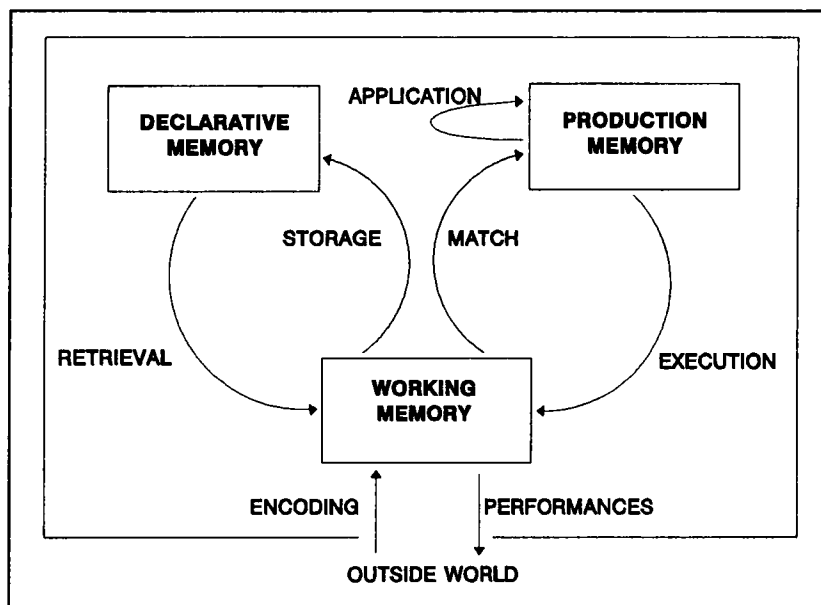 APPLICATION
DECLARATIVE
MEMORY
PRODUCTION
MEMORY
STORAGE
MATCH
RETRIEVAL
EXECUTION
WORKING
MEMORY
ENCODING
PERFORMANCES
OUTSIDE WORLD